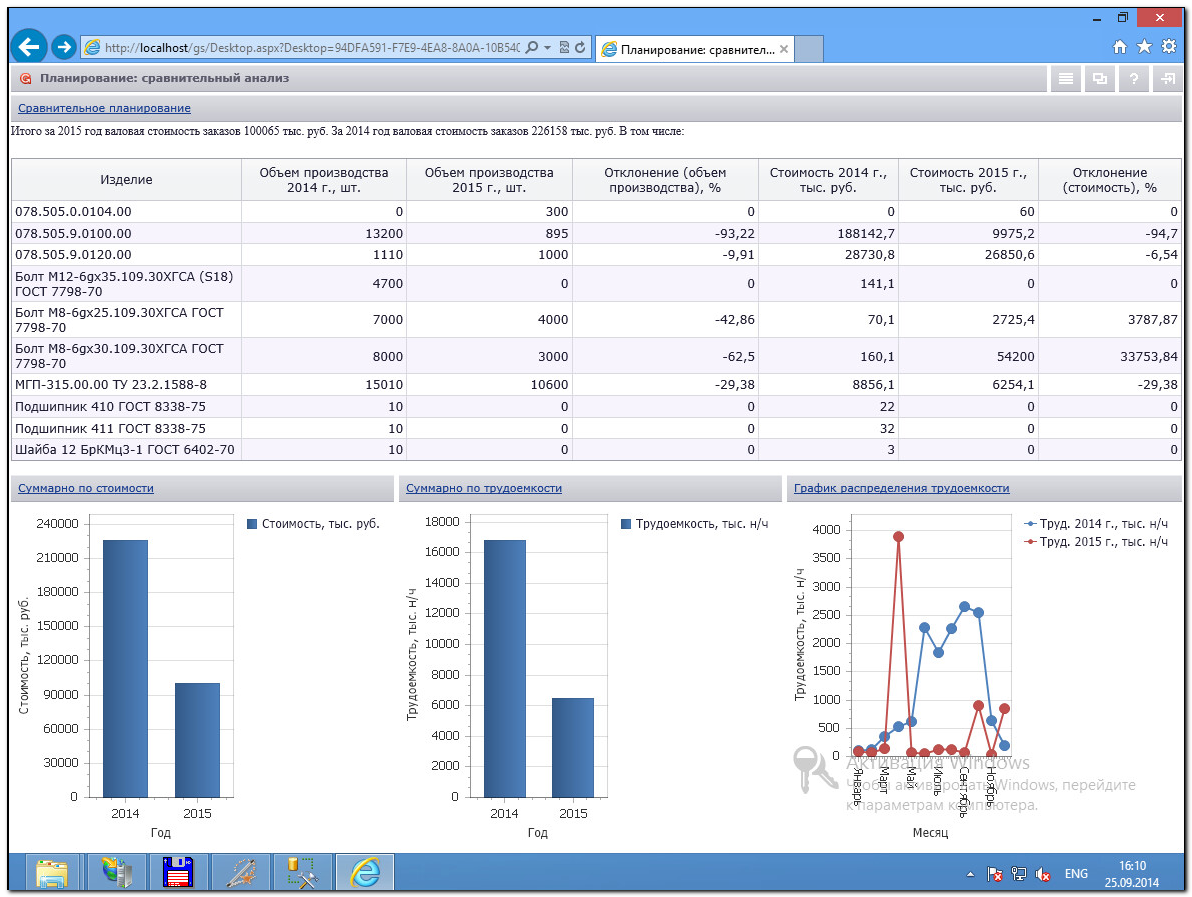 http://localhost/gs/Desktop.aspx?Desktop=94DFA591-F7E9-4EA8-8A0A-10B54C
Планирование: сравнител...
Планирование: сравнительный анализ
Сравнительное планирование
Итого за 2015 год валовая стоимость заказов 100065 тыс. руб. За 2014 год валовая стоимость заказов 226158 тыс. руб. В том числе:
Изделие
Объем производства
2014 г., шт.
Объем производства
2015 г., шт.
Отклонение (объем
производства), %
Стоимость 2014 г.,
тыс. руб.
Стоимость 2015 г.,
тыс. руб.
Отклонение
(стоимость), %
078.505.0.0104.00 0 300 0 0 60 0
078.505.9.0100.00 13200 895 -93,22 188142,7 9975,2 -94,7
078.505.9.0120.00 1110 1000 -9,91 28730,8 26850,6 -6,54
Болт М12-6gх35.109.30ХГСА (S18)
ГОСТ 7798-70
4700 0 0 141,1 0 0
Болт М8-6gх25.109.30ХГСА ГОСТ
7798-70
7000 4000 -42,86 70,1 2725,4 3787,87
Болт М8-6gх30.109.30ХГСА ГОСТ
7798-70
8000 3000 -62,5 160,1 54200 33753,84
МГП-315.00.00 ТУ 23.2.1588-8 15010 10600 -29,38 8856,1 6254,1 -29,38
Подшипник 410 ГОСТ 8338-75 10 0 0 22 0 0
Подшипник 411 ГОСТ 8338-75 10 0 0 32 0 0
Шайба 12 БрКМц3-1 ГОСТ 6402-70 10 0 0 3 0 0
Суммарно по стоимости
240000
210000
180000
150000
120000
90000
60000
30000
0
Стоимость, тыс. руб.
2014 2015
Год
Стоимость, тыс. руб.
Суммарно по трудоемкости
18000
16000
14000
12000
10000
8000
6000
4000
2000
0
Трудоемкость, тыс. н/ч
2014 2015
Год
Трудоемкость, тыс. н/ч
График распределения трудоемкости
4000
3500
3000
2500
2000
1500
1000
500
0
Трудоемкость, тыс. н/ч
Январь
Март
Май
Июль
Сентябрь
Ноябрь
Месяц
Труд. 2014 г., тыс. н/ч
Труд. 2015 г., тыс. н/ч
Активация Windows
Чтобы активировать Windows, перейдите
к параметрам компьютера.
ENG
16:10
25.09.2014